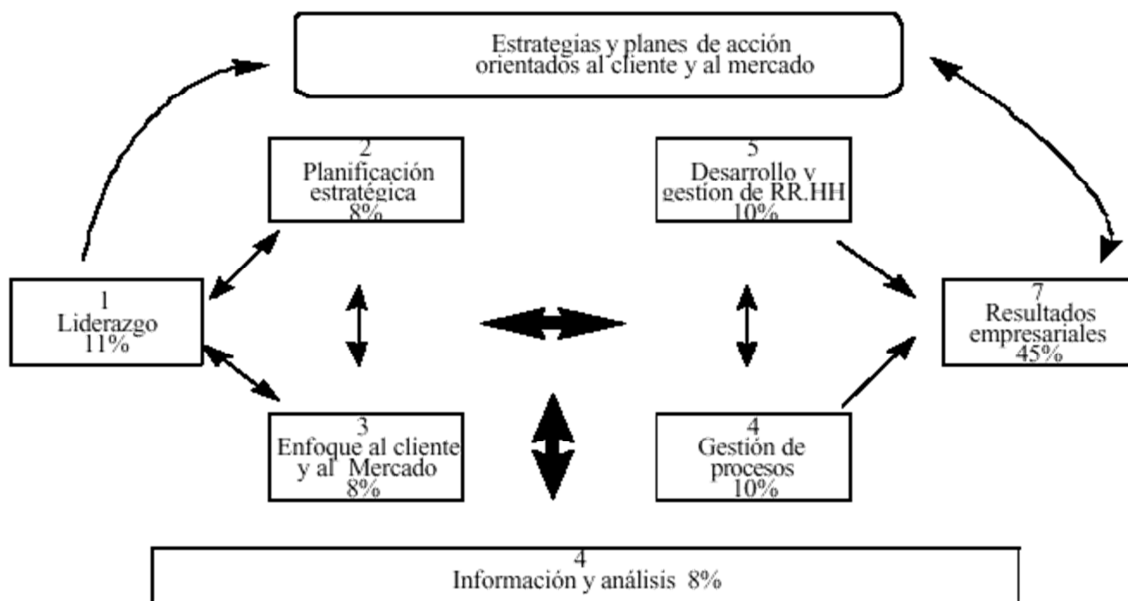 Estrategias y planes de acción
orientados al cliente y al mercado
2
Planificación
estratégica
8%
5
Desarrollo y
gestion de RR.HH
10%
1
Liderazgo
11%
7
Resultados
empresariales
45%
3
Enfoque al cliente
y al Mercado
8%
4
Gestión de
procesos
10%
4
Información y análisis 8%